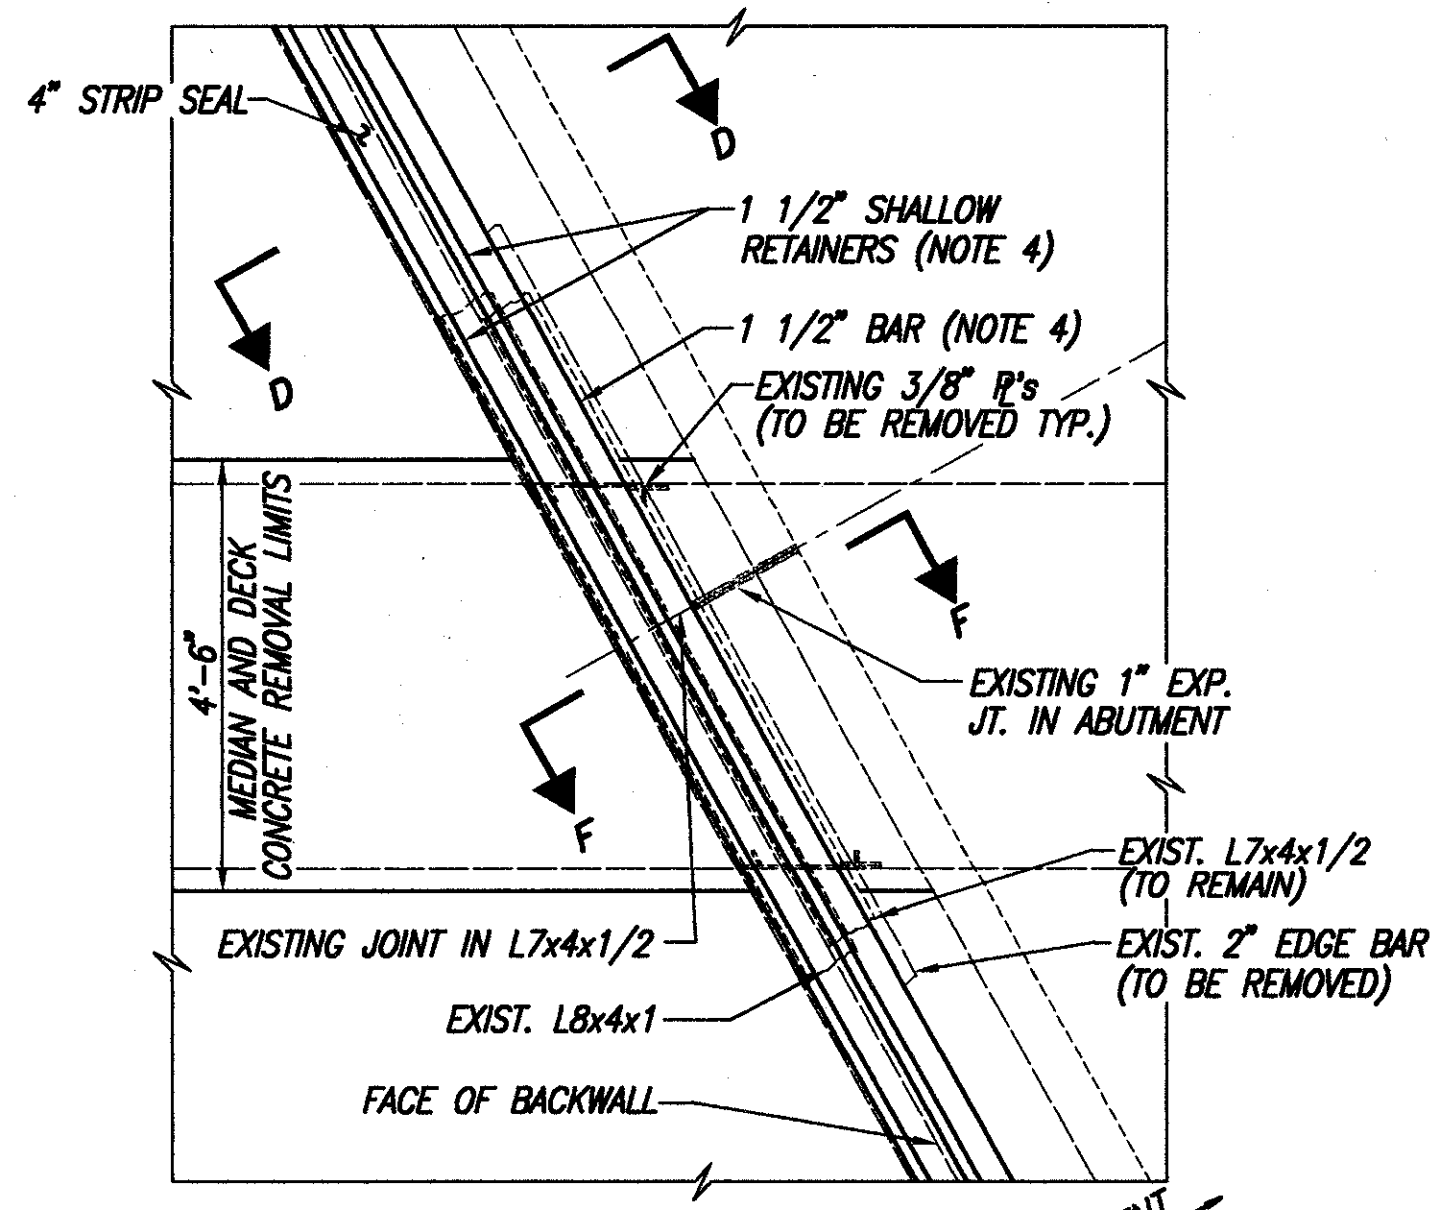 4" STRIP SEAL
D
1 1/2" SHALLOW
RETAINERS (NOTE 4)
D
1 1/2" BAR (NOTE 4)
EXISTING 3/8" ℙ's
(TO BE REMOVED TYP.)
4'-6"
MEDIAN AND DECK
CONCRETE REMOVAL LIMITS
F
EXISTING 1" EXP.
JT. IN ABUTMENT
F
EXIST. L7x4x1/2
(TO REMAIN)
EXISTING JOINT IN L7x4x1/2
EXIST. 2" EDGE BAR
(TO BE REMOVED)
EXIST. L8x4x1
FACE OF BACKWALL